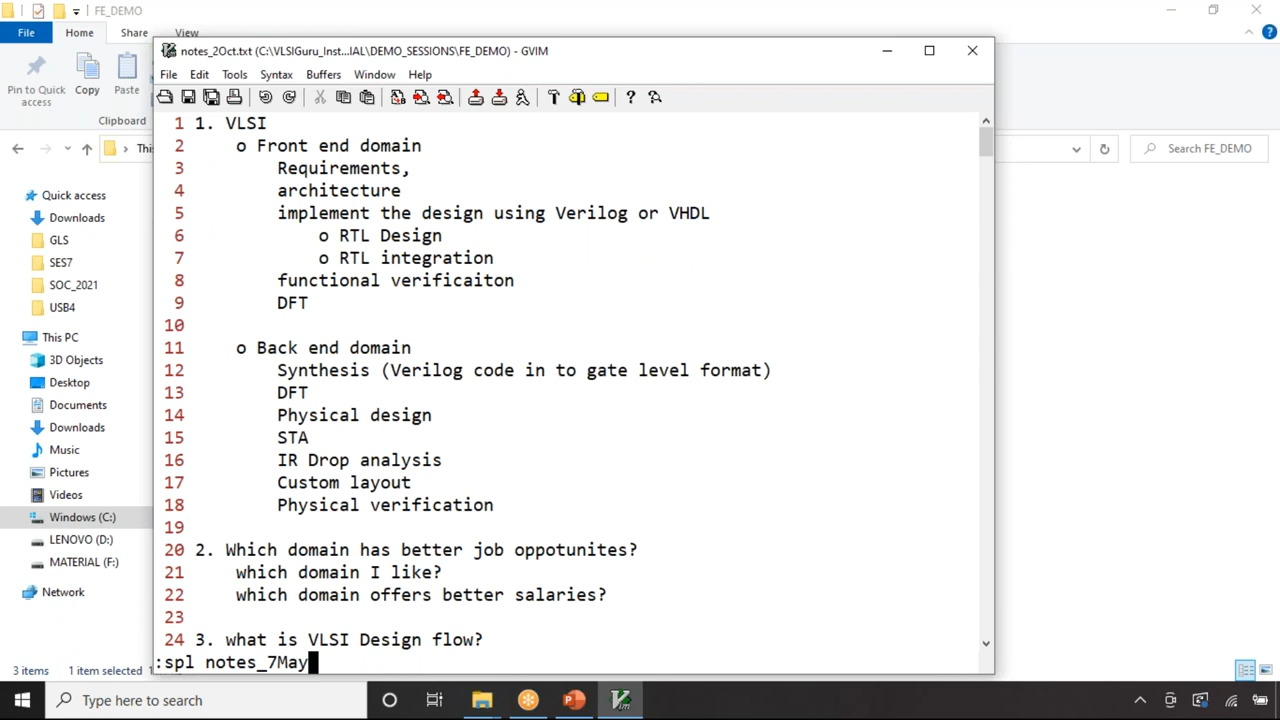 FE_DEMO
File Home Share View
notes_2Oct.txt (C:\VLSIGuru_Inst...IAL\DEMO_SESSIONS\FE_DEMO) - GVIM
File Edit Tools Syntax Buffers Window Help
Pin to Quick access
Copy
Paste
Clipboard
This
Search FE_DEMO
Quick access
Downloads
GLS
SES7
SOC_2021
USB4
This PC
3D Objects
Desktop
Documents
Downloads
Music
Pictures
Videos
Windows (C:)
LENOVO (D:)
MATERIAL (F:)
Network
1 1. VLSI
2 o Front end domain
3 Requirements,
4 architecture
5 implement the design using Verilog or VHDL
6 o RTL Design
7 o RTL integration
8 functional verificaiton
9 DFT
10
11 o Back end domain
12 Synthesis (Verilog code in to gate level format)
13 DFT
14 Physical design
15 STA
16 IR Drop analysis
17 Custom layout
18 Physical verification
19
20 2. Which domain has better job oppotunites?
21 which domain I like?
22 which domain offers better salaries?
23
24 3. what is VLSI Design flow?
:spl notes_7May
3 items 1 item selected
Type here to search